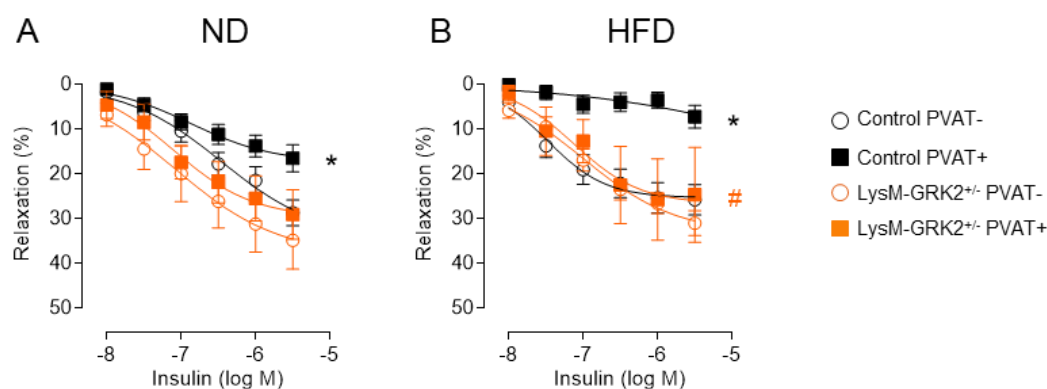 A
ND
B
HFD
0
10
20
30
40
50
Relaxation (%)
-8
-7
-6
-5
Insulin (log M)
*
0
10
20
30
40
50
Relaxation (%)
-8
-7
-6
-5
Insulin (log M)
*
#
Control PVAT-
Control PVAT+
LysM-GRK2+/- PVAT-
LysM-GRK2+/- PVAT+